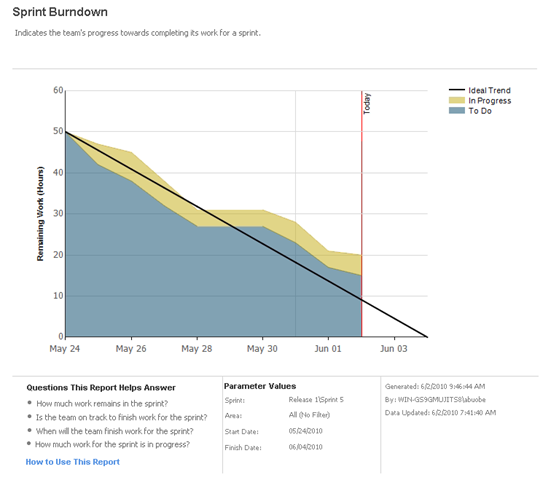 Sprint Burndown
Indicates the team's progress towards completing its work for a sprint.
60
50
40
30
20
10
0
Remaining Work (Hours)
May 24
May 26
May 28
May 30
Jun 01
Jun 03
Today
Ideal Trend
In Progress
To Do
Questions This Report Helps Answer
How much work remains in the sprint?
Is the team on track to finish work for the sprint?
When will the team finish work for the sprint?
How much work for the sprint is in progress?
How to Use This Report
Parameter Values
Sprint: Release 1\Sprint 5
Area: All (No Filter)
Start Date: 05/24/2010
Finish Date: 06/04/2010
Generated: 6/2/2010 9:46:44 AM
By: WIN-GS9GMUJITS8\abuobe
Data Updated: 6/2/2010 7:41:40 AM